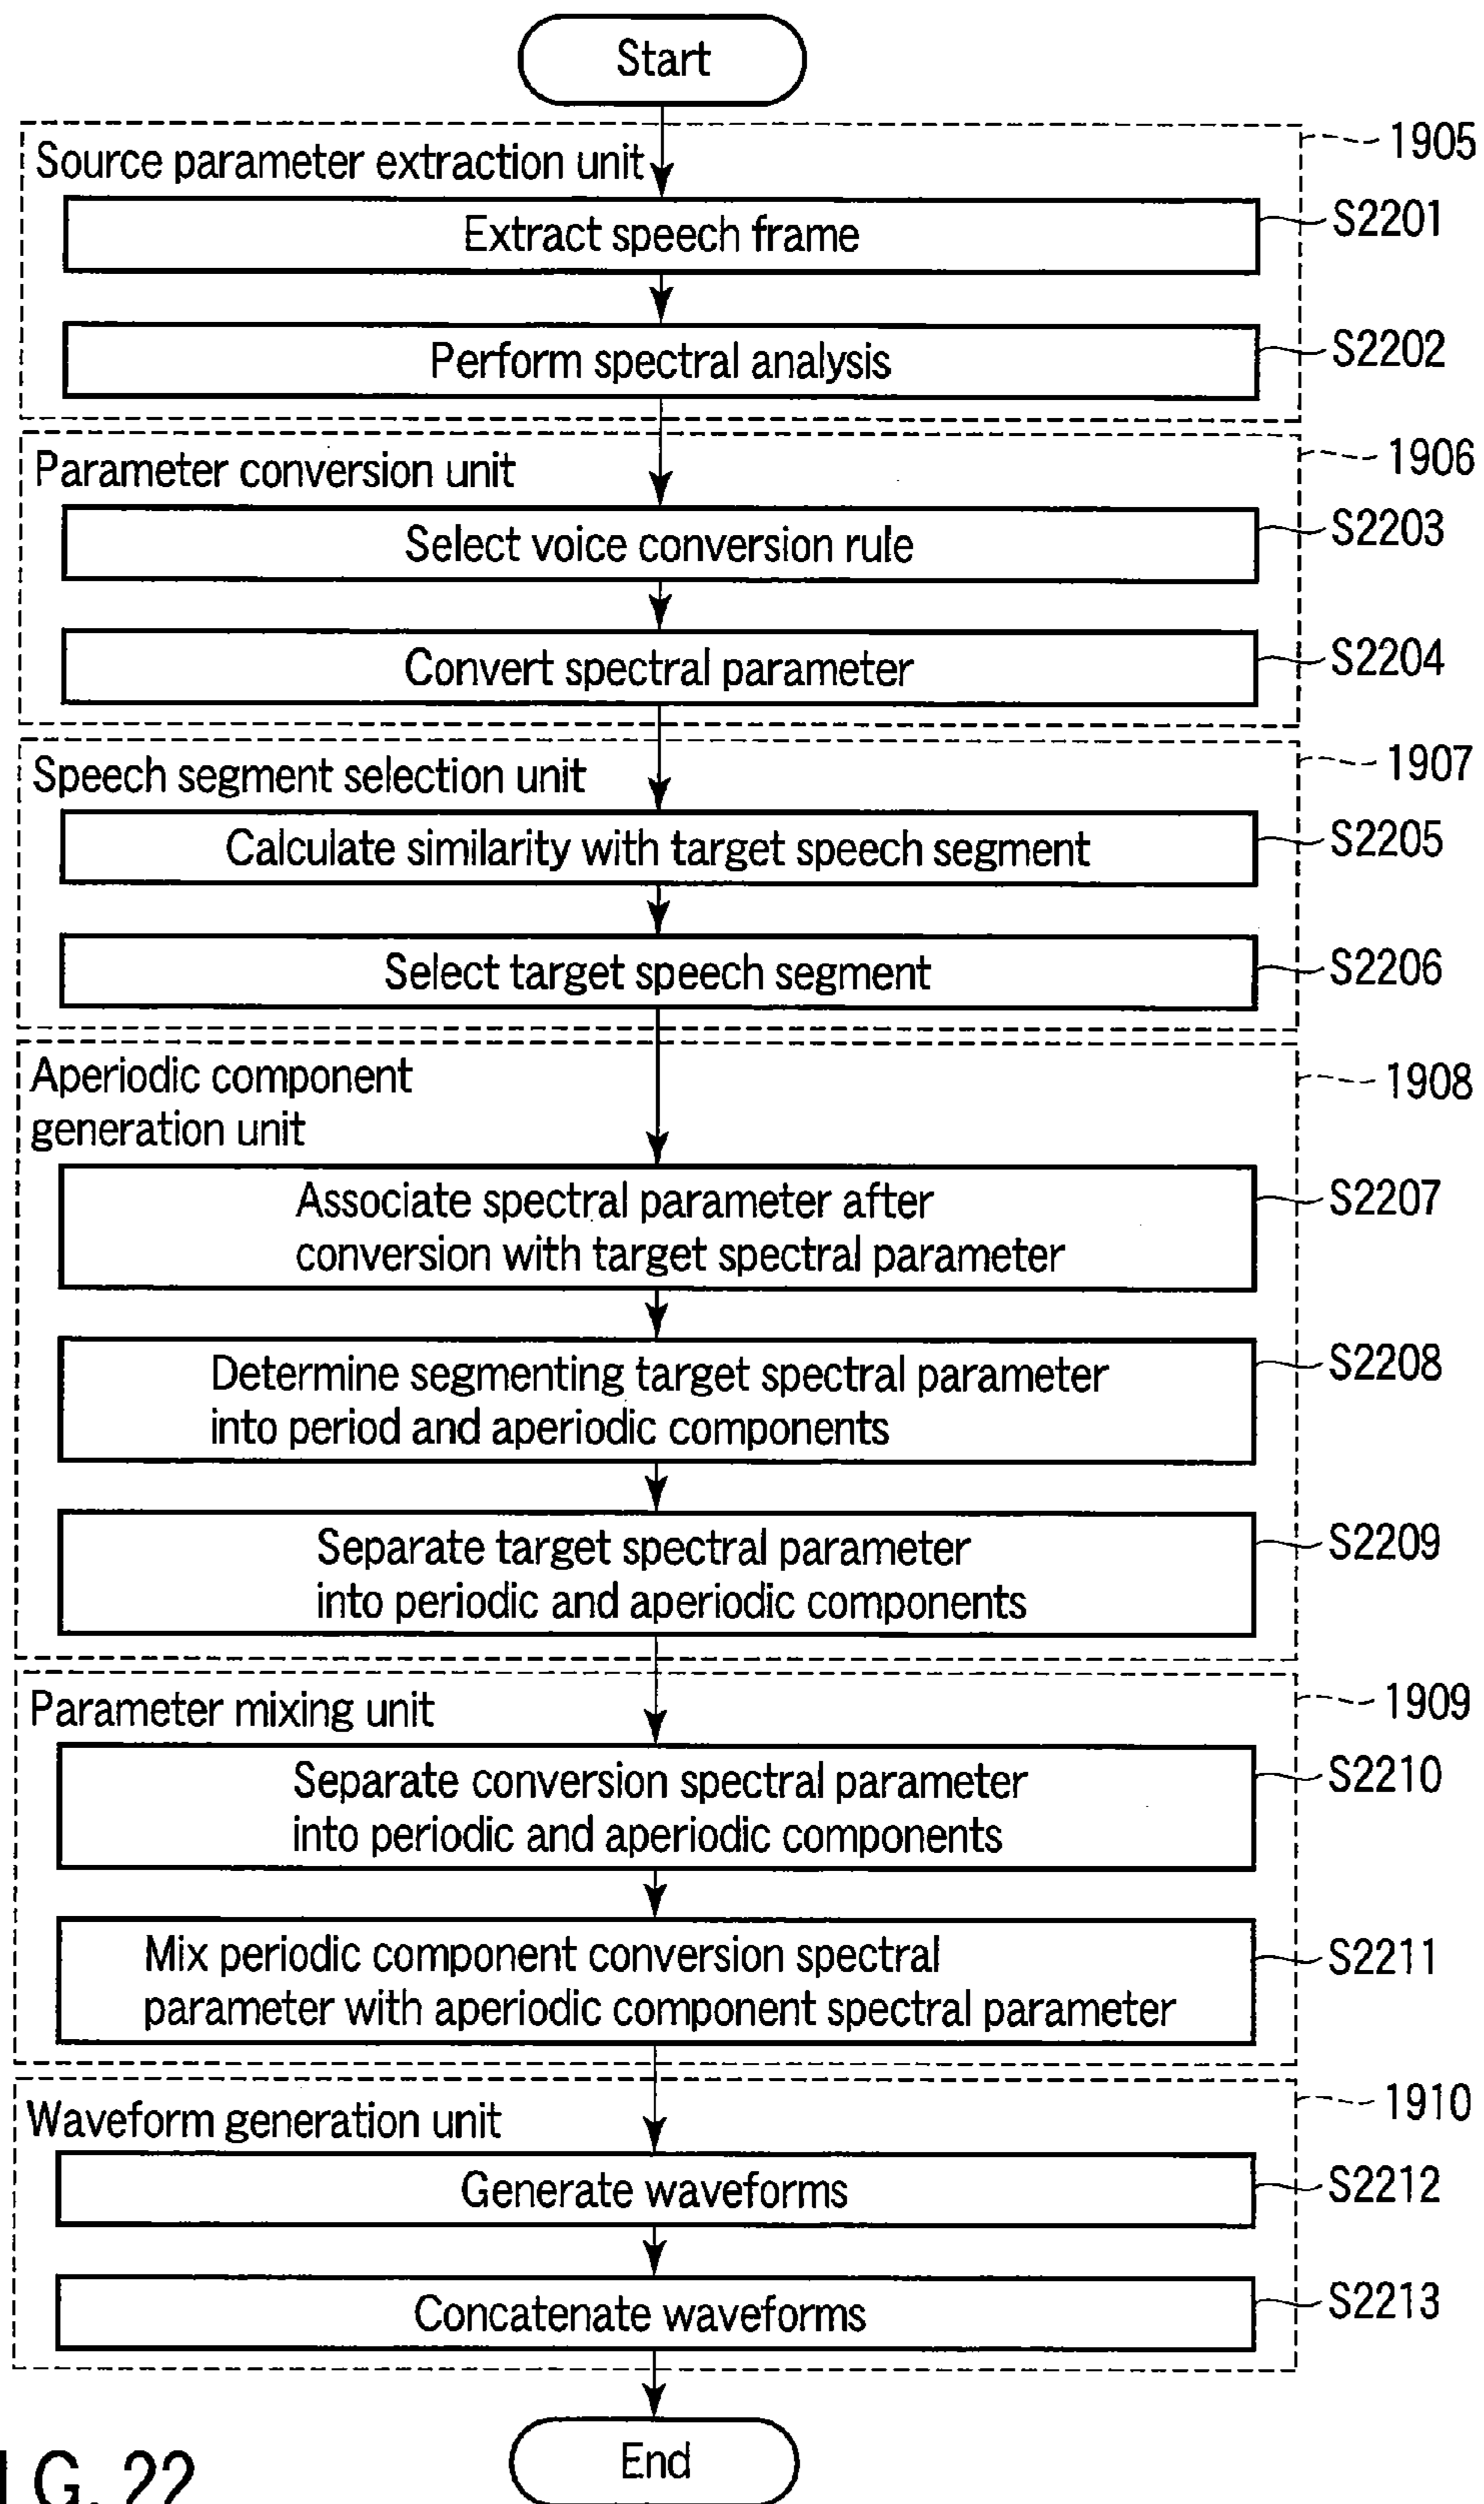 Start
Source parameter extraction unit
1905
Extract speech frame
S2201
Perform spectral analysis
S2202
Parameter conversion unit
1906
Select voice conversion rule
S2203
Convert spectral parameter
S2204
Speech segment selection unit
1907
Calculate similarity with target speech segment
S2205
Select target speech segment
S2206
Aperiodic component
generation unit
1908
Associate spectral parameter after
conversion with target spectral parameter
S2207
Determine segmenting target spectral parameter
into period and aperiodic components
S2208
Separate target spectral parameter
into periodic and aperiodic components
S2209
Parameter mixing unit
1909
Separate conversion spectral parameter
into periodic and aperiodic components
S2210
Mix periodic component conversion spectral
parameter with aperiodic component spectral parameter
S2211
Waveform generation unit
1910
Generate waveforms
S2212
Concatenate waveforms
S2213
End
IG. 22